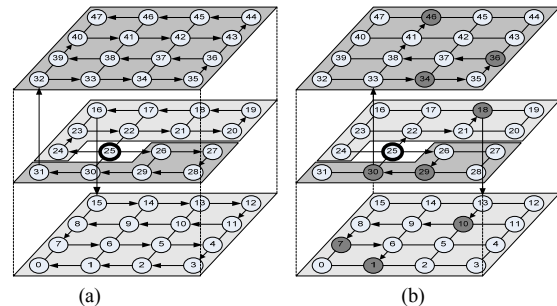 47 46 45 44 47 46 45 44
40 41 42 43 40 41 42 43
39 38 37 36 39 38 37 36
32 33 34 35 32 33 34 35
16 17 18 19 16 17 18 19
23 22 21 20 23 22 21 20
24 25 26 27 24 25 26 27
31 30 29 28 31 30 29 28
15 14 13 12 15 14 13 12
8 9 10 11 8 9 10 11
7 6 5 4 7 6 5 4
0 1 2 3 0 1 2 3
(a) (b)